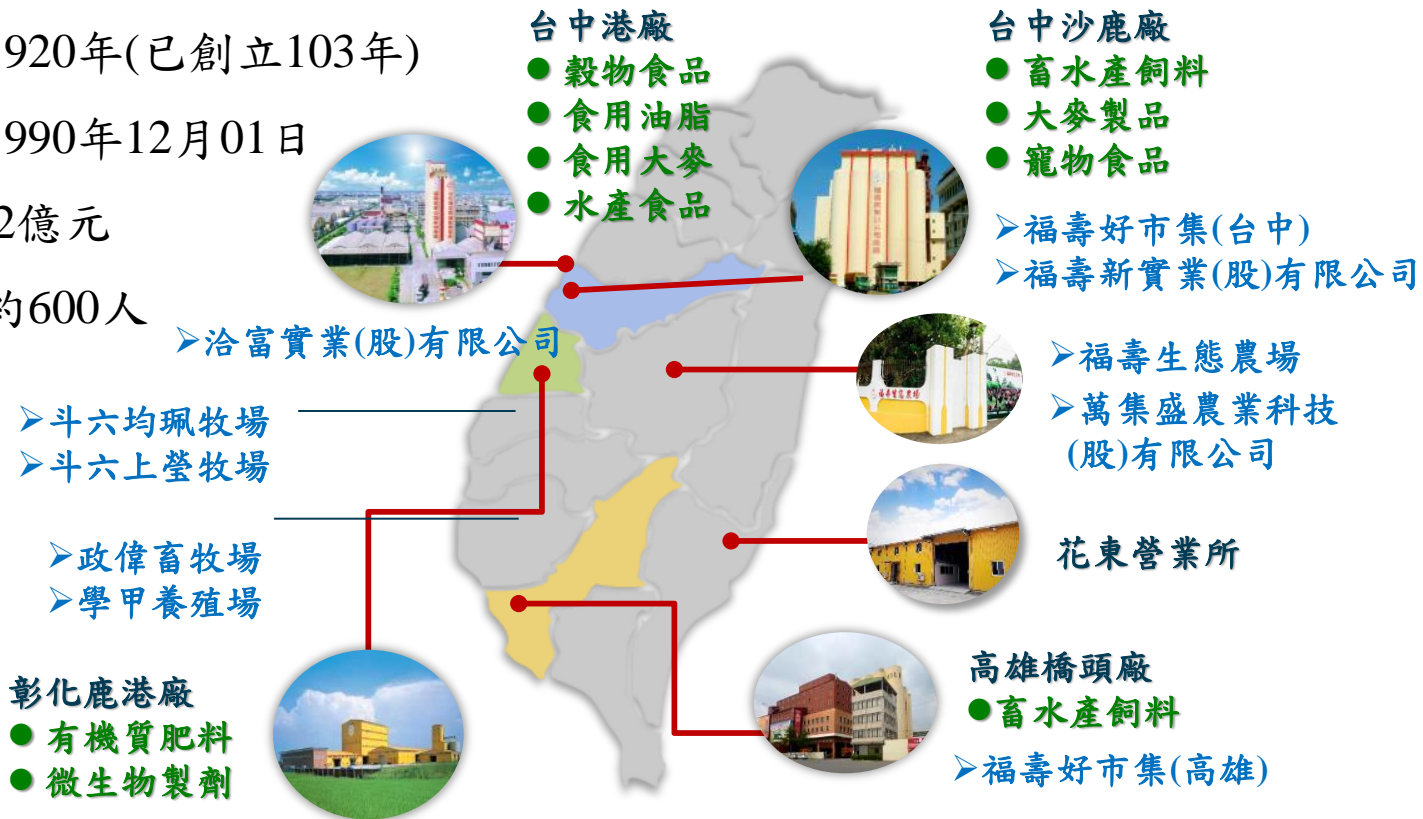 920年(已創立103年)
990年12月01日
2億元
約600人
台中港廠
● 穀物食品
● 食用油脂
● 食用大麥
● 水產食品
台中沙鹿廠
● 畜水產飼料
● 大麥製品
● 寵物食品
➢福壽好市集(台中)
➢福壽新實業(股)有限公司
➢洽富實業(股)有限公司
➢福壽生態農場
➢萬集盛農業科技
(股)有限公司
福壽生態農場
➢斗六均珮牧場
➢斗六上瑩牧場
➢政偉畜牧場
➢學甲養殖場
花東營業所
彰化鹿港廠
● 有機質肥料
● 微生物製劑
高雄橋頭廠
●畜水產飼料
➢福壽好市集(高雄)